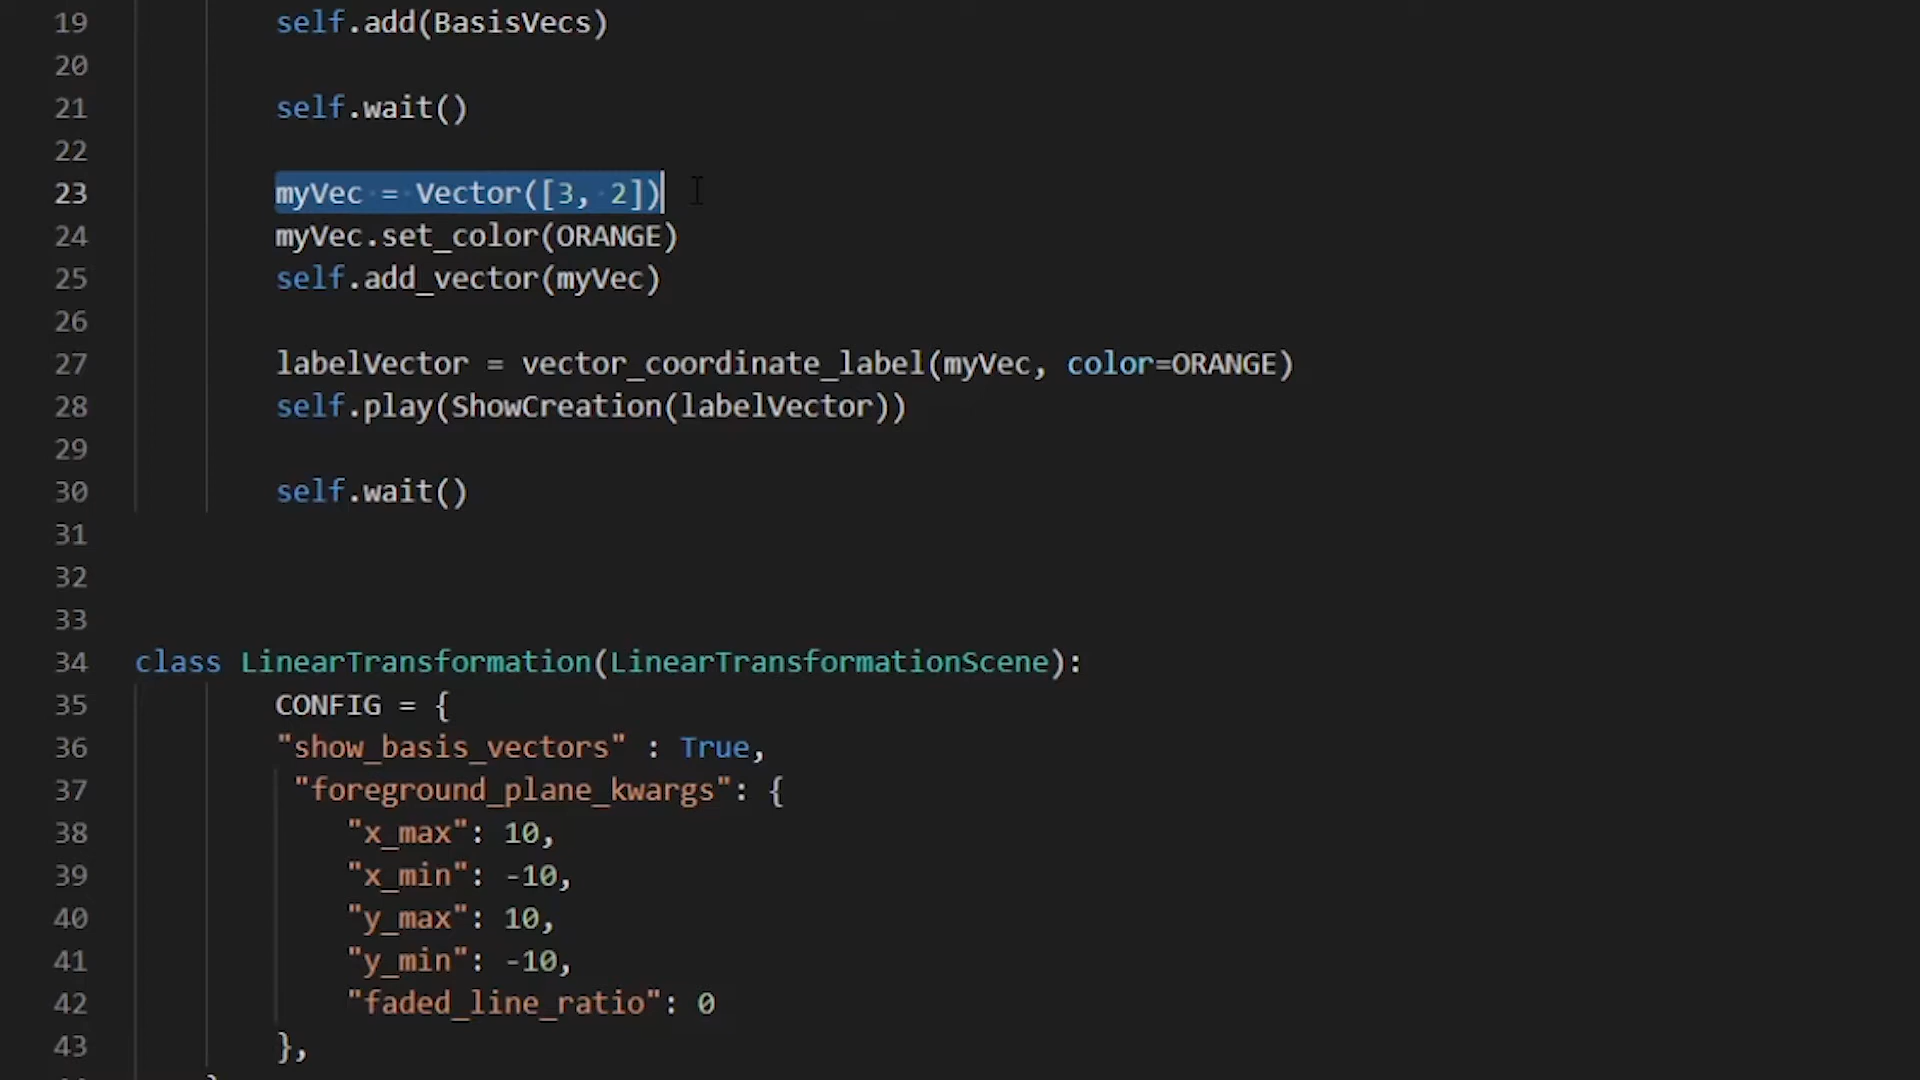 19 self.add(BasisVecs)
20
21 self.wait()
22
23 myVec = Vector([3, 2])
24 myVec.set_color(ORANGE)
25 self.add_vector(myVec)
26
27 labelVector = vector_coordinate_label(myVec, color=ORANGE)
28 self.play(ShowCreation(labelVector))
29
30 self.wait()
31
32
33
34 class LinearTransformation(LinearTransformationScene):
35 CONFIG = {
36 "show_basis_vectors" : True,
37 "foreground_plane_kwargs": {
38 "x_max": 10,
39 "x_min": -10,
40 "y_max": 10,
41 "y_min": -10,
42 "faded_line_ratio": 0
43 },